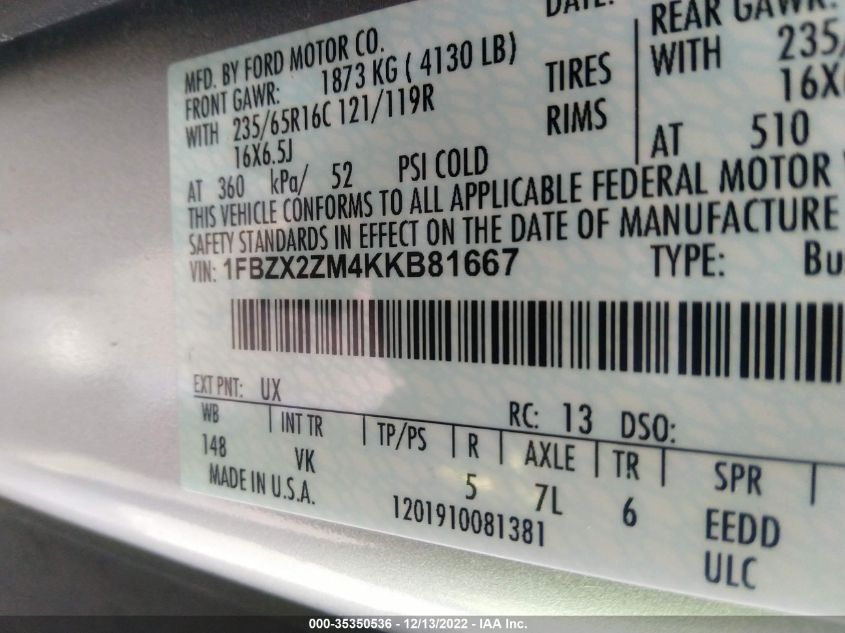 DATE:
MFD. BY FORD MOTOR CO.
FRONT GAWR: 1873 KG ( 4130 LB)
REAR GAWR:
WITH 235/65R16C 121/119R TIRES
WITH 235/
16X6.5J RIMS
16X6
AT 360 kPa/ 52 PSI COLD
AT 510
THIS VEHICLE CONFORMS TO ALL APPLICABLE FEDERAL MOTOR
SAFETY STANDARDS IN EFFECT ON THE DATE OF MANUFACTURE
VIN: 1FBZX2ZM4KKB81667 TYPE: Bu
EXT PNT: UX RC: 13 DSO:
WB INT TR TP/PS R AXLE TR SPR
148 VK 5 7L 6 EEDD
MADE IN U.S.A. 1201910081381 ULC
000-35350536 - 12/13/2022 - IAA Inc.